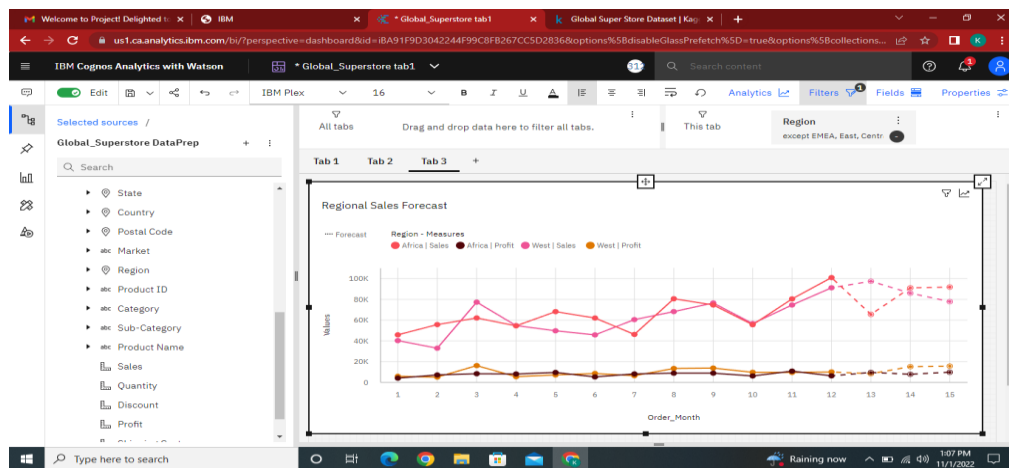 Welcome to Project! Delighted to
IBM
* Global_Superstore tab1
Global Super Store Dataset | Kag
us1.ca.analytics.ibm.com/bi/?perspective=dashboard&id=iBA91F9D3042244F99C8FB267CC5D2836&options%5BdisableGlassPrefetch%5D=true&options%5Bcollections...
K
IBM Cognos Analytics with Watson
* Global_Superstore tab1
Search content
1
Edit
IBM Plex
16
B I U A
Analytics
Filters
1
Fields
Properties
Selected sources /
Global_Superstore DataPrep
Search
State
Country
Postal Code
abc Market
Region
abc Product ID
abc Category
abc Sub-Category
abc Product Name
Sales
Quantity
Discount
Profit
All tabs
Drag and drop data here to filter all tabs.
This tab
Region
except EMEA, East, Centr
Tab 1
Tab 2
Tab 3
Regional Sales Forecast
Forecast
Region - Measures
Africa | Sales
Africa | Profit
West | Sales
West | Profit
Values
100K
80K
60K
40K
20K
0
1 2 3 4 5 6 7 8 9 10 11 12 13 14 15
Order_Month
Type here to search
Raining now
1:07 PM
11/1/2022